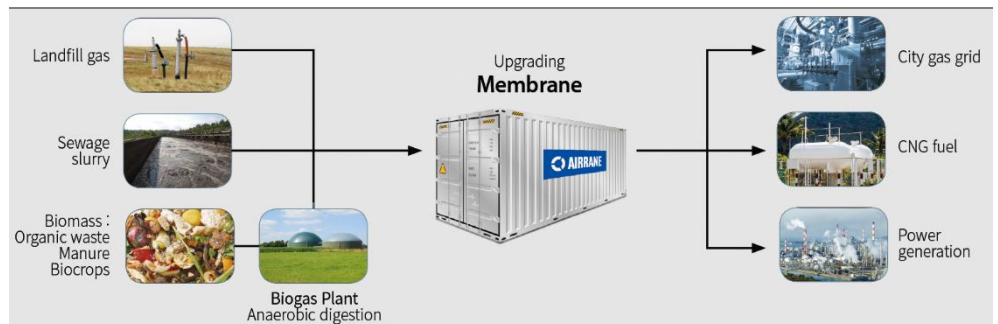 Landfill gas
Sewage
slurry
Biomass :
Organic waste
Manure
Biocrops
Biogas Plant
Anaerobic digestion
Upgrading
Membrane
AIRRANE
City gas grid
CNG fuel
Power
generation